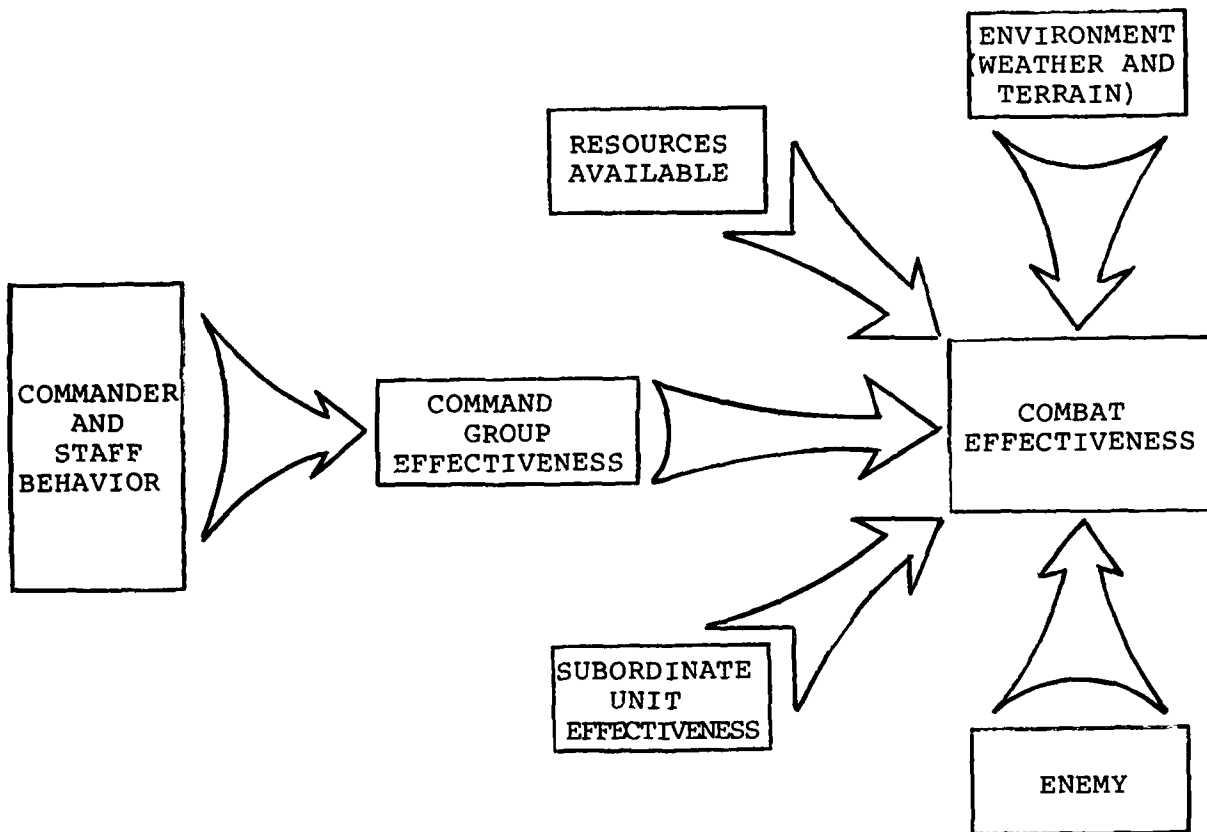 ENVIRONMENT
(WEATHER AND
TERRAIN)
RESOURCES
AVAILABLE
COMMANDER
AND
STAFF
BEHAVIOR
COMMAND
GROUP
EFFECTIVENESS
COMBAT
EFFECTIVENESS
SUBORDINATE
UNIT
EFFECTIVENESS
ENEMY